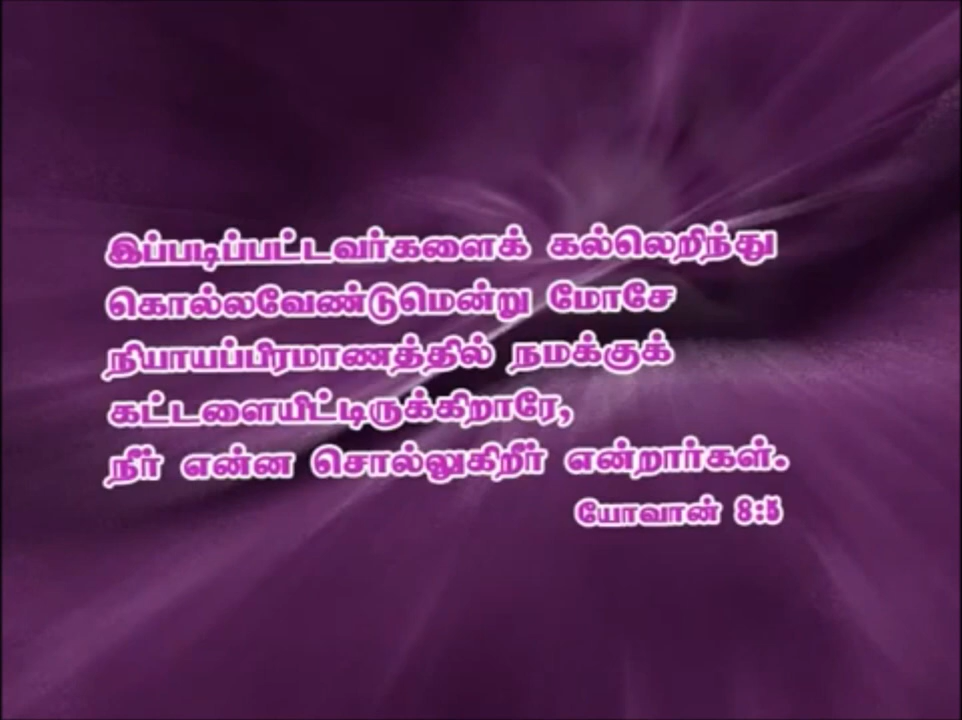 இப்படிப்பட்டவர்களைக் கல்லெறிந்து
கொல்லவேண்டுமென்று மோசே
நியாயப்பிரமாணத்தில் நமக்குக்
கட்டளையிட்டிருக்கிறாரே,
நீர் என்ன சொல்லுகிறீர் என்றார்கள்.
யோவான் 8:5